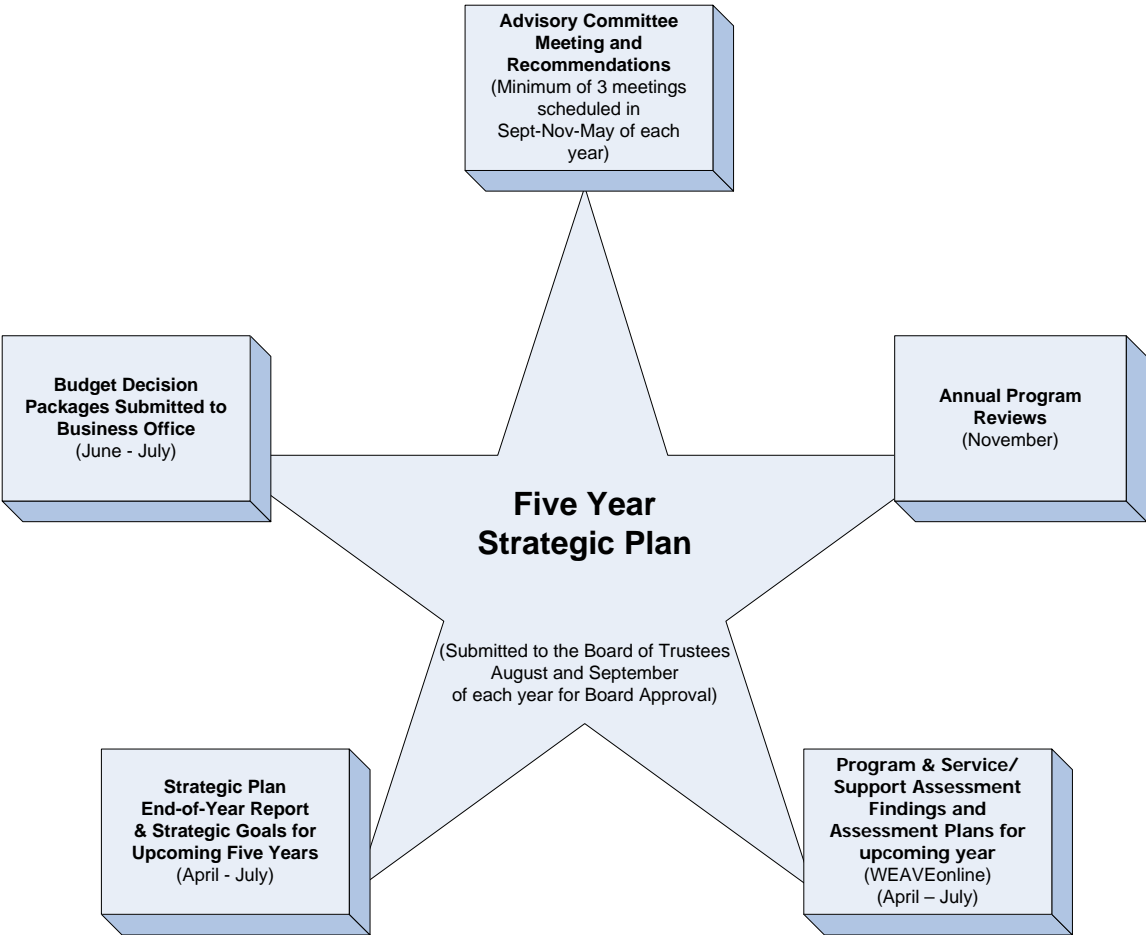 Advisory Committee
Meeting and
Recommendations
(Minimum of 3 meetings
scheduled in
Sept-Nov-May of each
year)
Budget Decision
Packages Submitted to
Business Office
(June - July)
Annual Program
Reviews
(November)
Five Year
Strategic Plan
(Submitted to the Board of Trustees
August and September
of each year for Board Approval)
Strategic Plan
End-of-Year Report
& Strategic Goals for
Upcoming Five Years
(April - July)
Program & Service/
Support Assessment
Findings and
Assessment Plans for
upcoming year
(WEAVEonline)
(April – July)